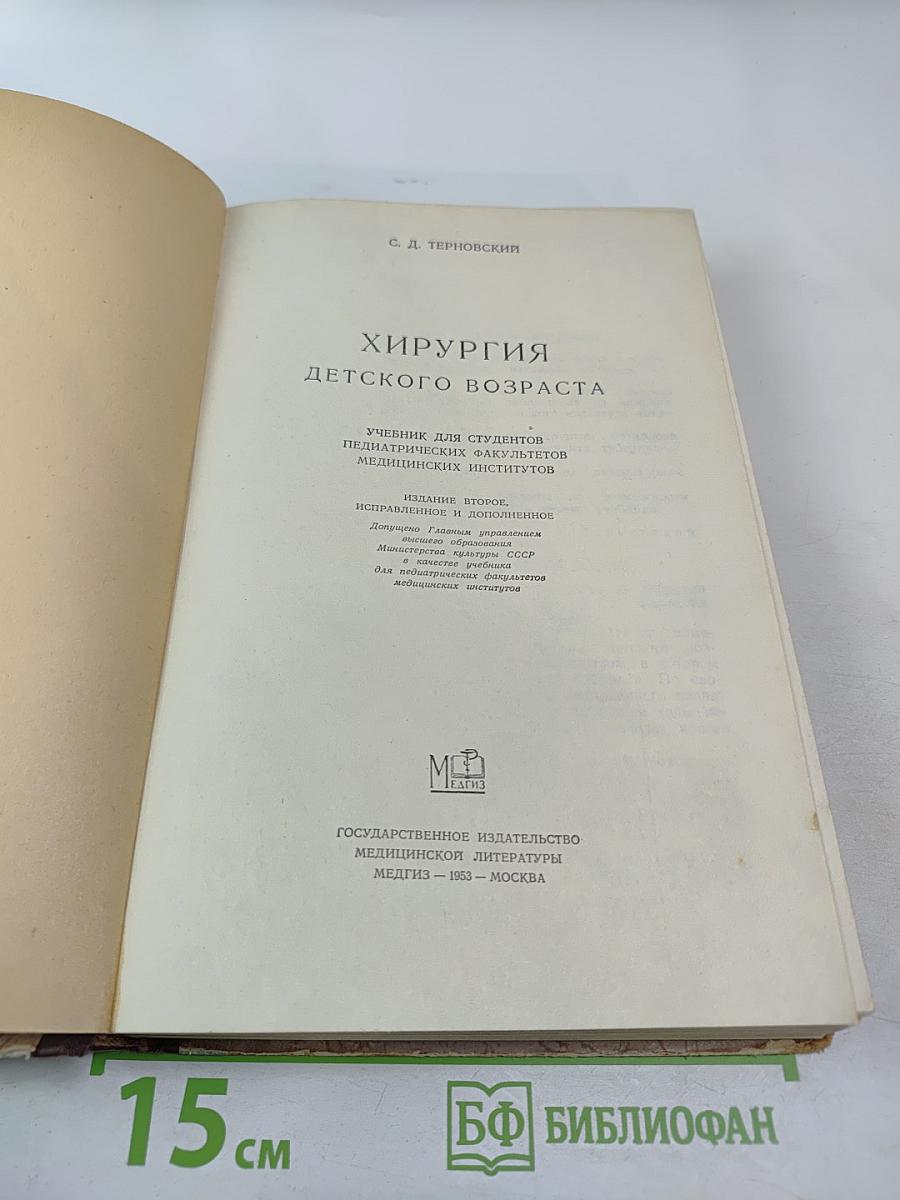 С. Д. ТЕРНОВСКИЙ
ХИРУРГИЯ
ДЕТСКОГО ВОЗРАСТА
УЧЕБНИК ДЛЯ СТУДЕНТОВ
ПЕДИАТРИЧЕСКИХ ФАКУЛЬТЕТОВ
МЕДИЦИНСКИХ ИНСТИТУТОВ
ИЗДАНИЕ ВТОРОЕ,
ИСПРАВЛЕННОЕ И ДОПОЛНЕННОЕ
Допущено Главным управлением
высшего образования
Министерства культуры СССР
в качестве учебника
для педиатрических факультетов
медицинских институтов
МЕДГИЗ
ГОСУДАРСТВЕННОЕ ИЗДАТЕЛЬСТВО
МЕДИЦИНСКОЙ ЛИТЕРАТУРЫ
МЕДГИЗ — 1953 — МОСКВА
15 см
БФ БИБЛИОФАН